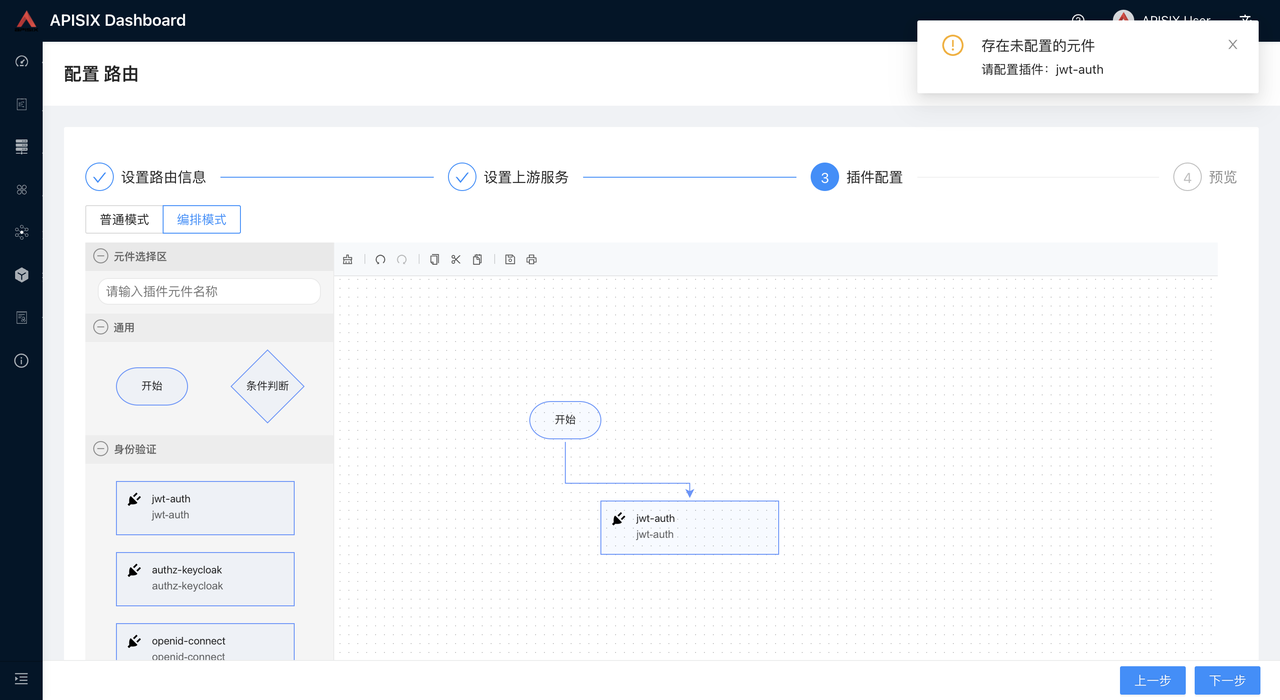 APISIX Dashboard
APISIX User
存在未配置的元件
请配置插件：jwt-auth
配置 路由
设置路由信息
设置上游服务
3
插件配置
4
预览
普通模式
编排模式
元件选择区
请输入插件元件名称
通用
开始
条件判断
身份验证
jwt-auth
jwt-auth
authz-keycloak
authz-keycloak
openid-connect
openid-connect
开始
jwt-auth
jwt-auth
上一步
下一步